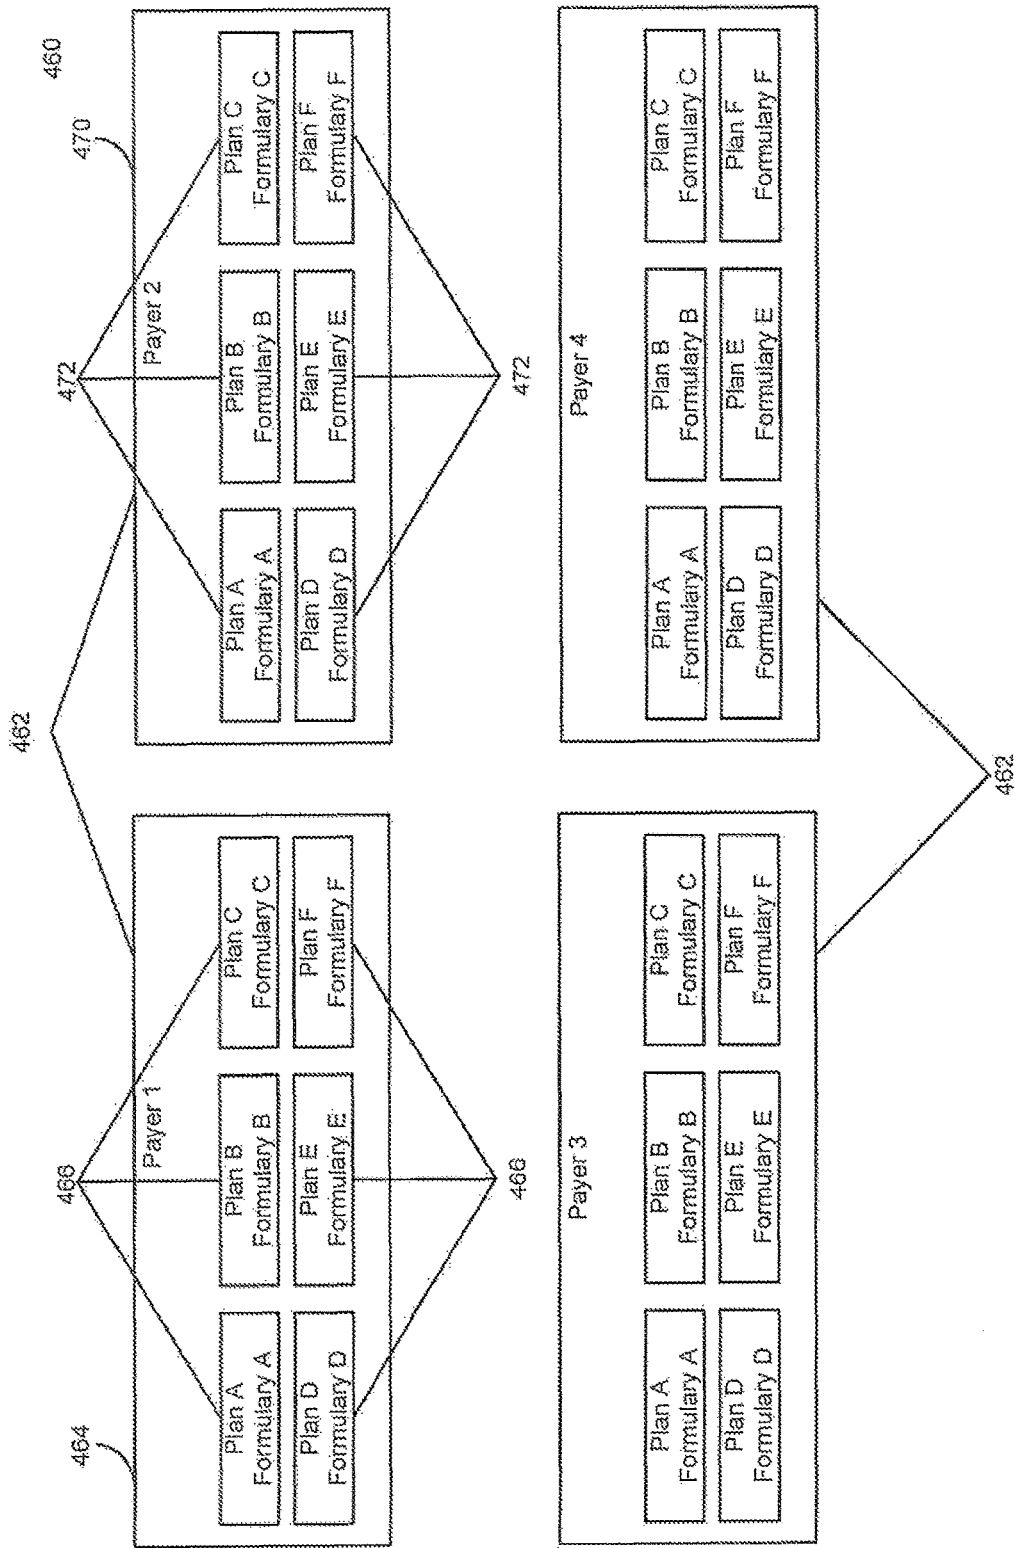 460
462
464
470
466
472
Payer 1
Payer 2
Plan A
Formulary A
Plan B
Formulary B
Plan C
Formulary C
Plan A
Formulary A
Plan B
Formulary B
Plan C
Formulary C
Plan D
Formulary D
Plan E
Formulary E
Plan F
Formulary F
Plan D
Formulary D
Plan E
Formulary E
Plan F
Formulary F
466
472
Payer 3
Payer 4
Plan A
Formulary A
Plan B
Formulary B
Plan C
Formulary C
Plan A
Formulary A
Plan B
Formulary B
Plan C
Formulary C
Plan D
Formulary D
Plan E
Formulary E
Plan F
Formulary F
Plan D
Formulary D
Plan E
Formulary E
Plan F
Formulary F
462